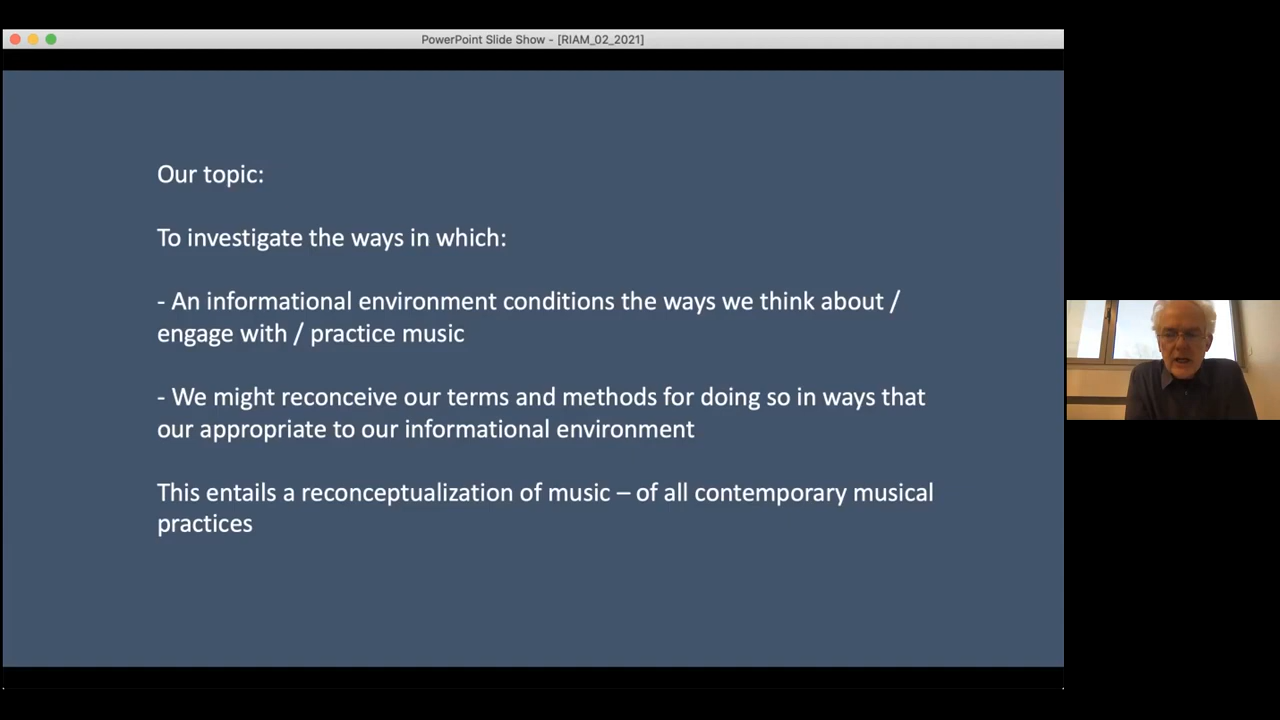 PowerPoint Slide Show - [RIAM_02_2021]
Our topic:
To investigate the ways in which:
- An informational environment conditions the ways we think about /
engage with / practice music
- We might reconceive our terms and methods for doing so in ways that
our appropriate to our informational environment
This entails a reconceptualization of music – of all contemporary musical
practices